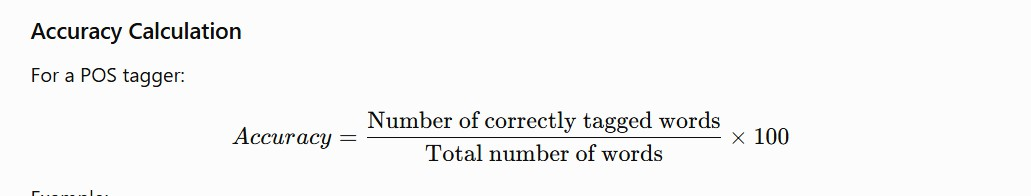 Accuracy Calculation
For a POS tagger:
Accuracy = Number of correctly tagged words / Total number of words × 100